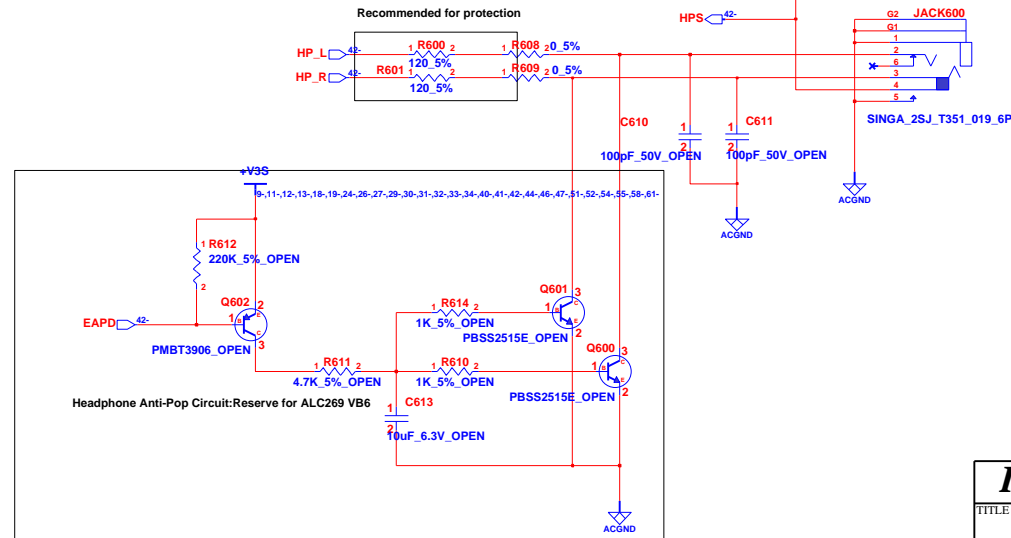 Recommended for protection
HPS 42-
G2 JACK600
G1
1
HP_L 42- 1 R600 2 1 R608 2 0_5% 2
120_5% 6
HP_R 42- R601 1 2 1 R609 2 0_5% 3
120_5% 4
5
SINGA_2SJ_T351_019_6P
C610 1 1 C611
2 2
100pF_50V_OPEN 100pF_50V_OPEN
ACGND
ACGND
+V3S
9-,11-,12-,13-,18-,19-,24-,26-,27-,29-,30-,31-,32-,33-,34-,40-,41-,42-,44-,46-,47-,51-,52-,54-,55-,58-,61-
1 R612
220K_5%_OPEN
2
Q602 2
E
EAPD 42- 1 B
C
PMBT3906_OPEN 3
Q601 3
1 R614 2 1 B C
1K_5%_OPEN E 2
PBSS2515E_OPEN
Q600 3
1 R611 2 1 R610 2 1 B C
4.7K_5%_OPEN 1K_5%_OPEN E
PBSS2515E_OPEN 2
Headphone Anti-Pop Circuit:Reserve for ALC269 VB6
1 C613
2
10uF_6.3V_OPEN
ACGND
TITLE